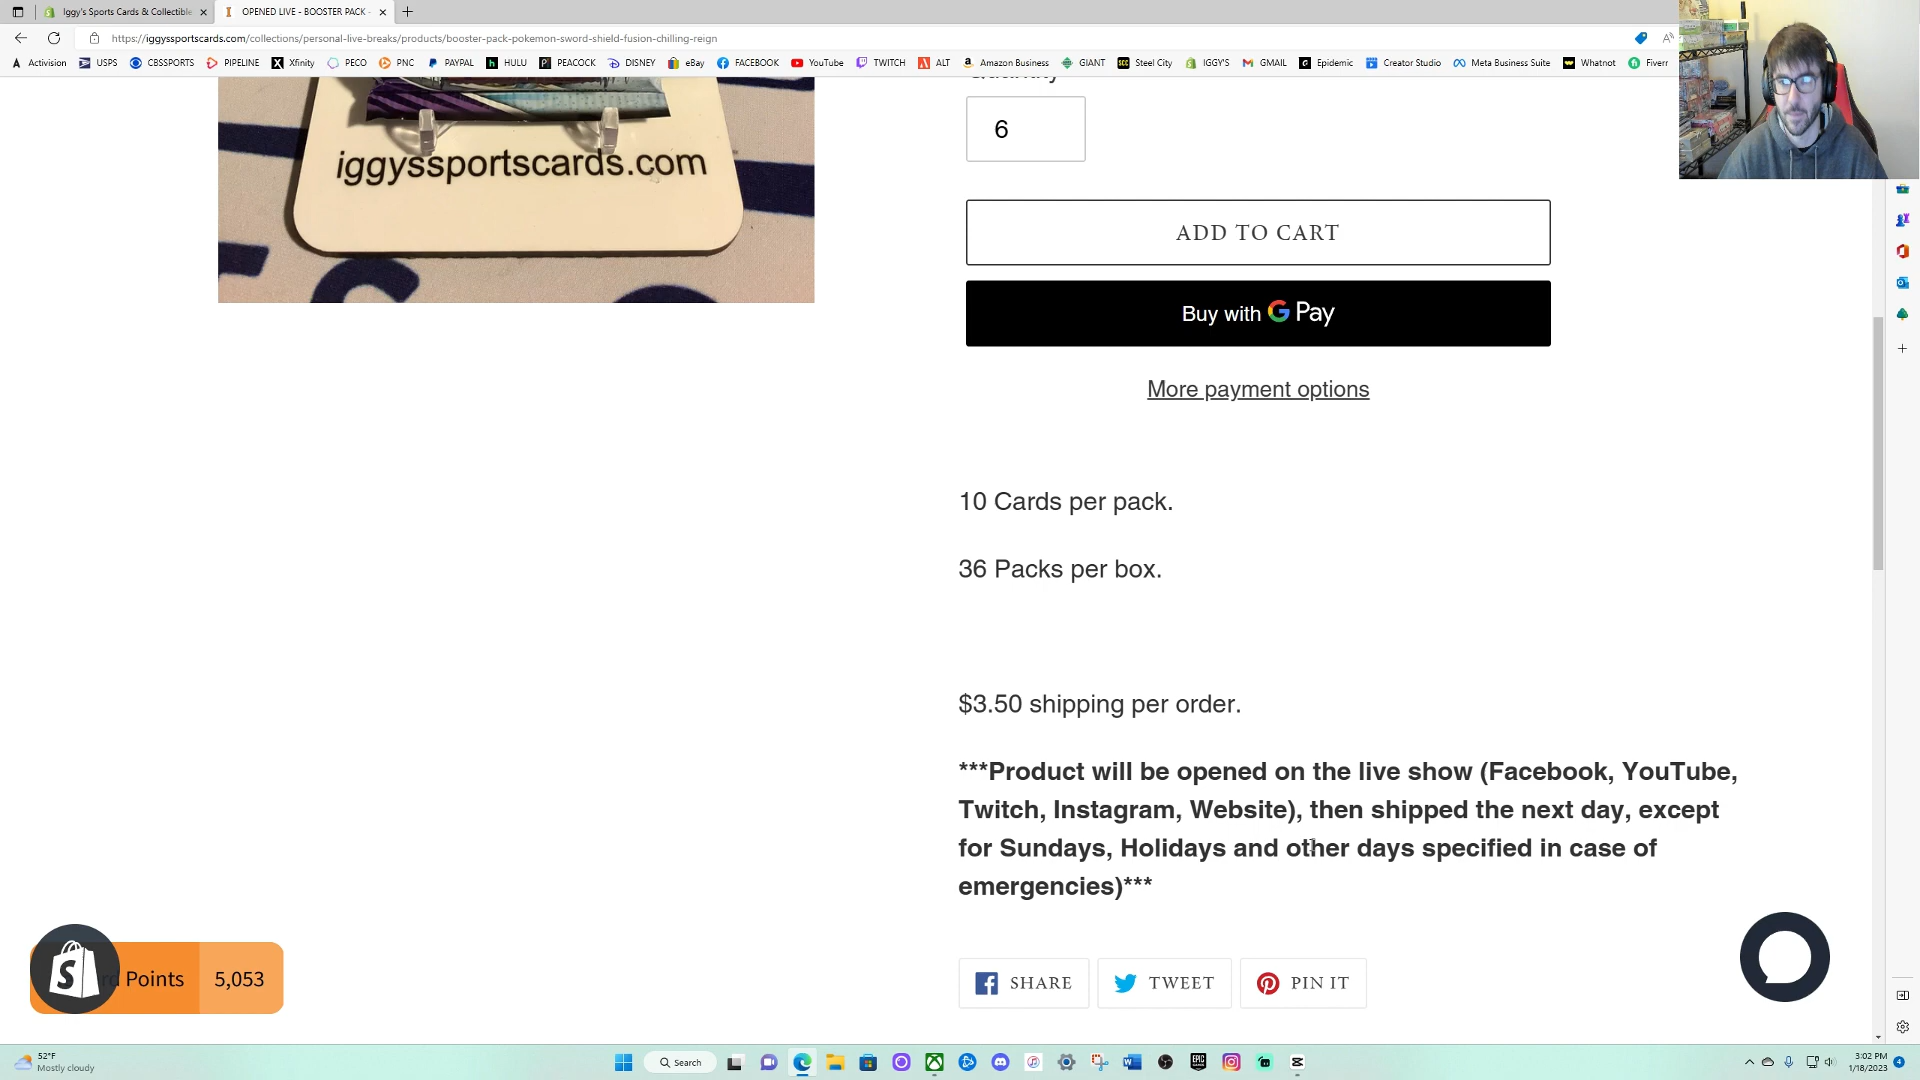 Iggy's Sports Cards & Collectible
OPENED LIVE - BOOSTER PACK -
https://iggyssportscards.com/collections/personal-live-breaks/products/booster-pack-pokemon-sword-shield-fusion-chilling-reign
Activision USPS CBSSPORTS PIPELINE Xfinity PECO PNC PAYPAL HULU PEACOCK DISNEY eBay FACEBOOK YouTube TWITCH ALT Amazon Business GIANT Steel City IGGY'S GMAIL Epidemic Creator Studio Meta Business Suite Whatnot Fiverr
iggyssportscards.com
6
ADD TO CART
Buy with G Pay
More payment options
10 Cards per pack.
36 Packs per box.
$3.50 shipping per order.
***Product will be opened on the live show (Facebook, YouTube,
Twitch, Instagram, Website), then shipped the next day, except
for Sundays, Holidays and other days specified in case of
emergencies)***
SHARE TWEET PIN IT
Points 5,053
52°F
Mostly cloudy
Search
3:02 PM
1/18/2023
4